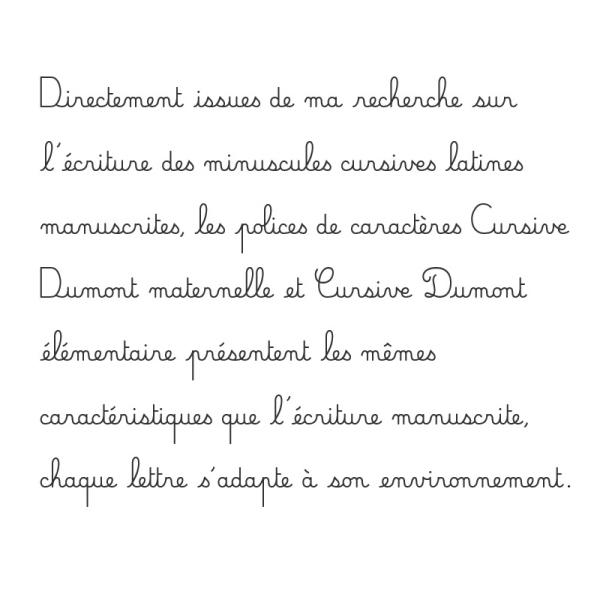 Directement issues de ma recherche sur
l'écriture des minuscules cursives latines
manuscrites, les polices de caractères Cursive
Dumont maternelle et Cursive Dumont
élémentaire présentent les mêmes
caractéristiques que l'écriture manuscrite,
chaque lettre s'adapte à son environnement.